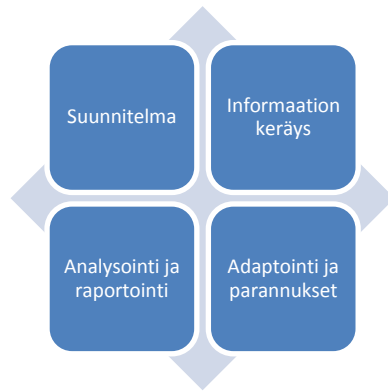 Suunnitelma
Informaation
keräys
Analysointi ja
raportointi
Adaptointi ja
parannukset